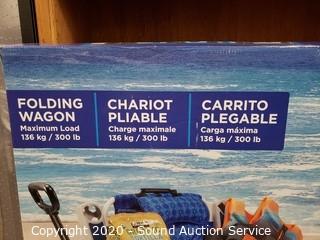 FOLDING WAGON
Maximum Load
136 kg / 300 lb
CHARIOT PLIABLE
Charge maximale
136 kg / 300 lb
CARRITO PLEGABLE
Carga máxima
136 kg / 300 lb
Copyright 2020 - Sound Auction Service